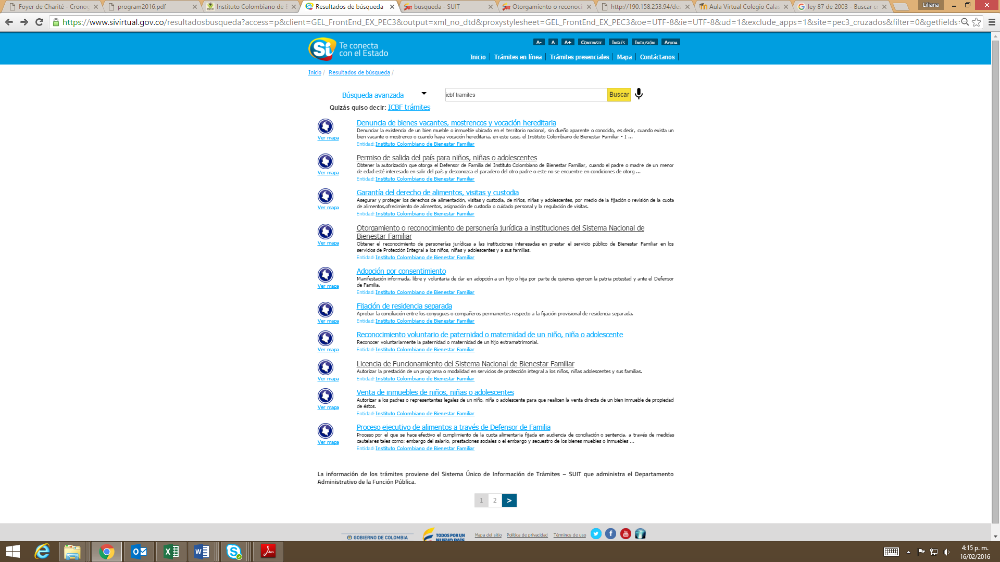 Foyer de Charité - Cronog
program2016.pdf
Instituto Colombiano de B
Resultados de búsqueda
busqueda - SUIT
Otorgamiento o reconoci
http://190.158.253.94/des
Aula Virtual Colegio Calas
ley 87 de 2003 - Buscar co
Liliana
https://www.sivirtual.gov.co/resultadosbusqueda?access=p&client=GEL_FrontEnd_EX_PEC3&output=xml_no_dtd&proxystylesheet=GEL_FrontEnd_EX_PEC3&oe=UTF-8&ie=UTF-8&ud=1&exclude_apps=1&site=pec3_cruzados&filter=0&getfields
Si Te conecta
con el Estado
A- A A+ Contraste Inglés Inclusión Ayuda
Inicio Trámites en línea Trámites presenciales Mapa Contáctanos
Inicio / Resultados de búsqueda /
Búsqueda avanzada
icbf tramites Buscar
Quizás quiso decir: ICBF trámites
Denuncia de bienes vacantes, mostrencos y vocación hereditaria
Ver mapa
Denunciar la existencia de un bien mueble o inmueble ubicado en el territorio nacional, sin dueño aparente o conocido, es decir, cuando exista un
bien vacante o mostrenco o cuando haya vocación hereditaria, en este caso, el Instituto Colombiano de Bienestar Familiar - I ...
Entidad: Instituto Colombiano de Bienestar Familiar
Permiso de salida del país para niños, niñas o adolescentes
Ver mapa
Obtener la autorización que otorga el Defensor de Familia del Instituto Colombiano de Bienestar Familiar, cuando el padre o madre de un menor
de edad esté interesado en salir del país y desconozca el paradero del otro padre o este no se encuentre en condiciones de otorg ...
Entidad: Instituto Colombiano de Bienestar Familiar
Garantía del derecho de alimentos, visitas y custodia
Ver mapa
Asegurar y proteger los derechos de alimentación, visitas y custodia, de niños, niñas y adolescentes, por medio de la fijación o revisión de la cuota
de alimentos,ofrecimiento de alimentos, asignación de custodia o cuidado personal y la regulación de visitas.
Entidad: Instituto Colombiano de Bienestar Familiar
Otorgamiento o reconocimiento de personería jurídica a instituciones del Sistema Nacional de
Bienestar Familiar
Ver mapa
Obtener el reconocimiento de personerías jurídicas a las instituciones interesadas en prestar el servicio público de Bienestar Familiar en los
servicios de Protección Integral a los niños, niñas y adolescentes y a sus familias.
Entidad: Instituto Colombiano de Bienestar Familiar
Adopción por consentimiento
Ver mapa
Manifestación informada, libre y voluntaria de dar en adopción a un hijo o hija por parte de quienes ejercen la patria potestad y ante el Defensor
de Familia.
Entidad: Instituto Colombiano de Bienestar Familiar
Fijación de residencia separada
Ver mapa
Aprobar la conciliación entre los conyugues o compañeros permanentes respecto a la fijación provisional de residencia separada.
Entidad: Instituto Colombiano de Bienestar Familiar
Reconocimiento voluntario de paternidad o maternidad de un niño, niña o adolescente
Ver mapa
Reconocer voluntariamente la paternidad o maternidad de un hijo extramatrimonial.
Entidad: Instituto Colombiano de Bienestar Familiar
Licencia de Funcionamiento del Sistema Nacional de Bienestar Familiar
Ver mapa
Autorizar la prestación de un programa o modalidad en servicios de protección integral a los niños, niñas adolescentes y sus familias.
Entidad: Instituto Colombiano de Bienestar Familiar
Venta de inmuebles de niños, niñas o adolescentes
Ver mapa
Autorizar a los padres o representantes legales de un niño, niña o adolescente para que realicen la venta directa de un bien inmueble de propiedad
de éstos.
Entidad: Instituto Colombiano de Bienestar Familiar
Proceso ejecutivo de alimentos a través de Defensor de Familia
Ver mapa
Proceso por el que se hace efectivo el cumplimiento de la cuota alimentaria fijada en audiencia de conciliación o sentencia, a través de medidas
cautelares tales como: embargo del salario, prestaciones sociales o el embargo y secuestro de los bienes muebles o inmuebles ...
Entidad: Instituto Colombiano de Bienestar Familiar
La información de los trámites proviene del Sistema Único de Información de Trámites – SUIT que administra el Departamento
Administrativo de la Función Pública.
1 2 >
GOBIERNO DE COLOMBIA
TODOS POR UN
NUEVO PAÍS
Mapa del sitio Política de privacidad Términos de uso
4:15 p. m.
16/02/2016